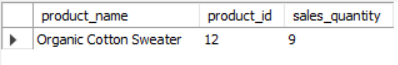 product_name product_id sales_quantity
Organic Cotton Sweater 12 9